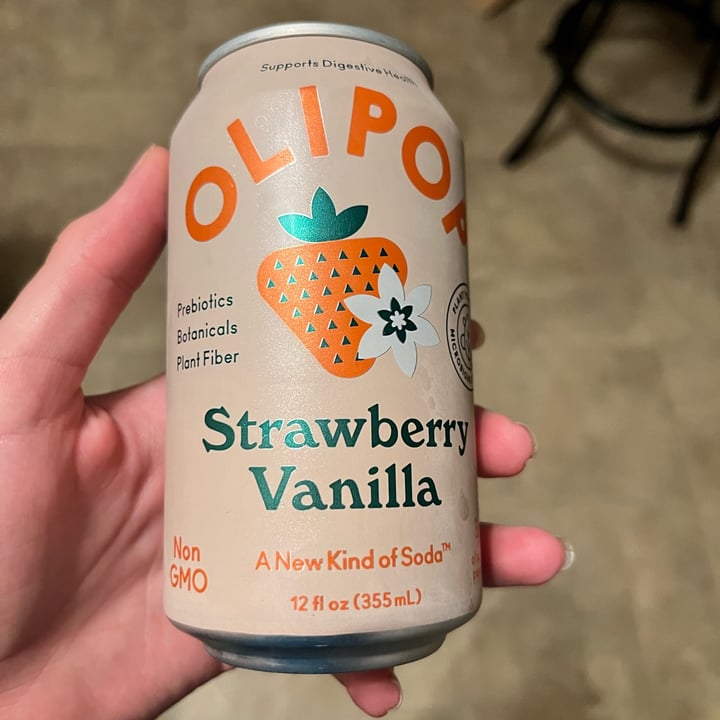 Supports Digestive Health
OLIPOP
Prebiotics
Botanicals
Plant Fiber
Strawberry
Vanilla
Non
GMO
A New Kind of Soda™
12 fl oz (355 mL)